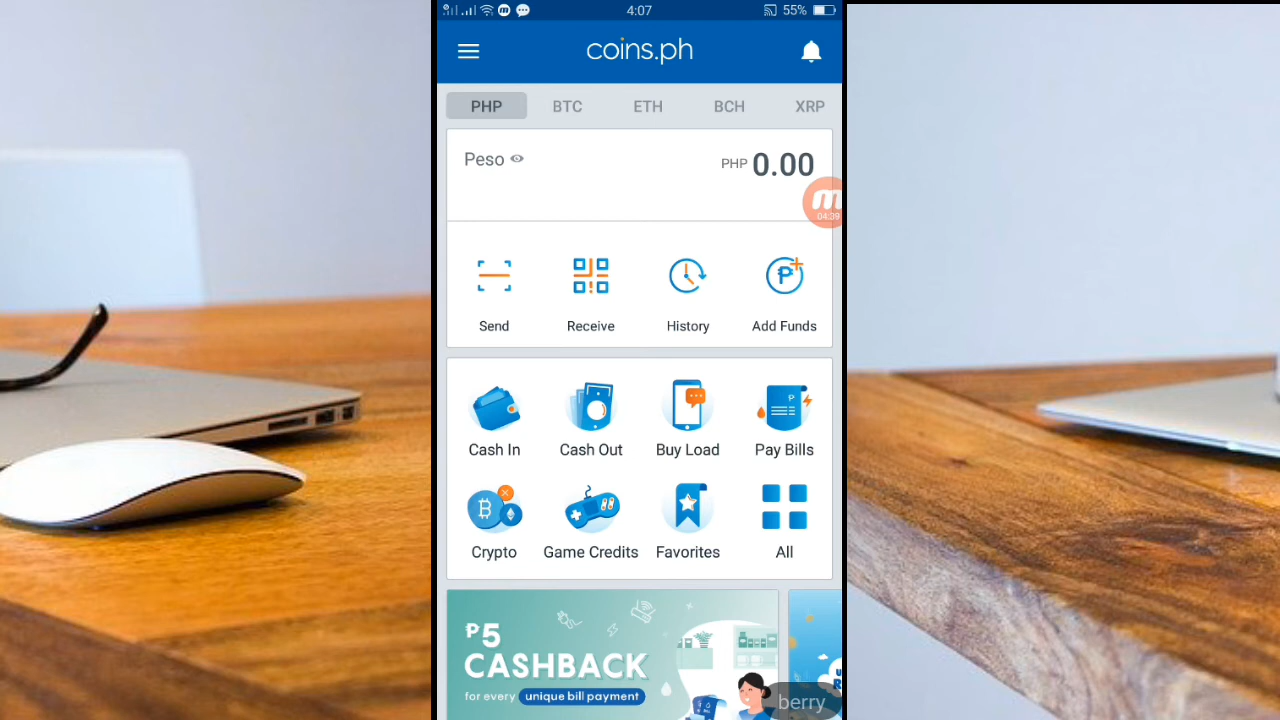 4:07
55%
coins.ph
PHP BTC ETH BCH XRP
Peso PHP 0.00
04:39
Send Receive History Add Funds
Cash In Cash Out Buy Load Pay Bills
Crypto Game Credits Favorites All
₱5
CASHBACK
for every unique bill payment
berry